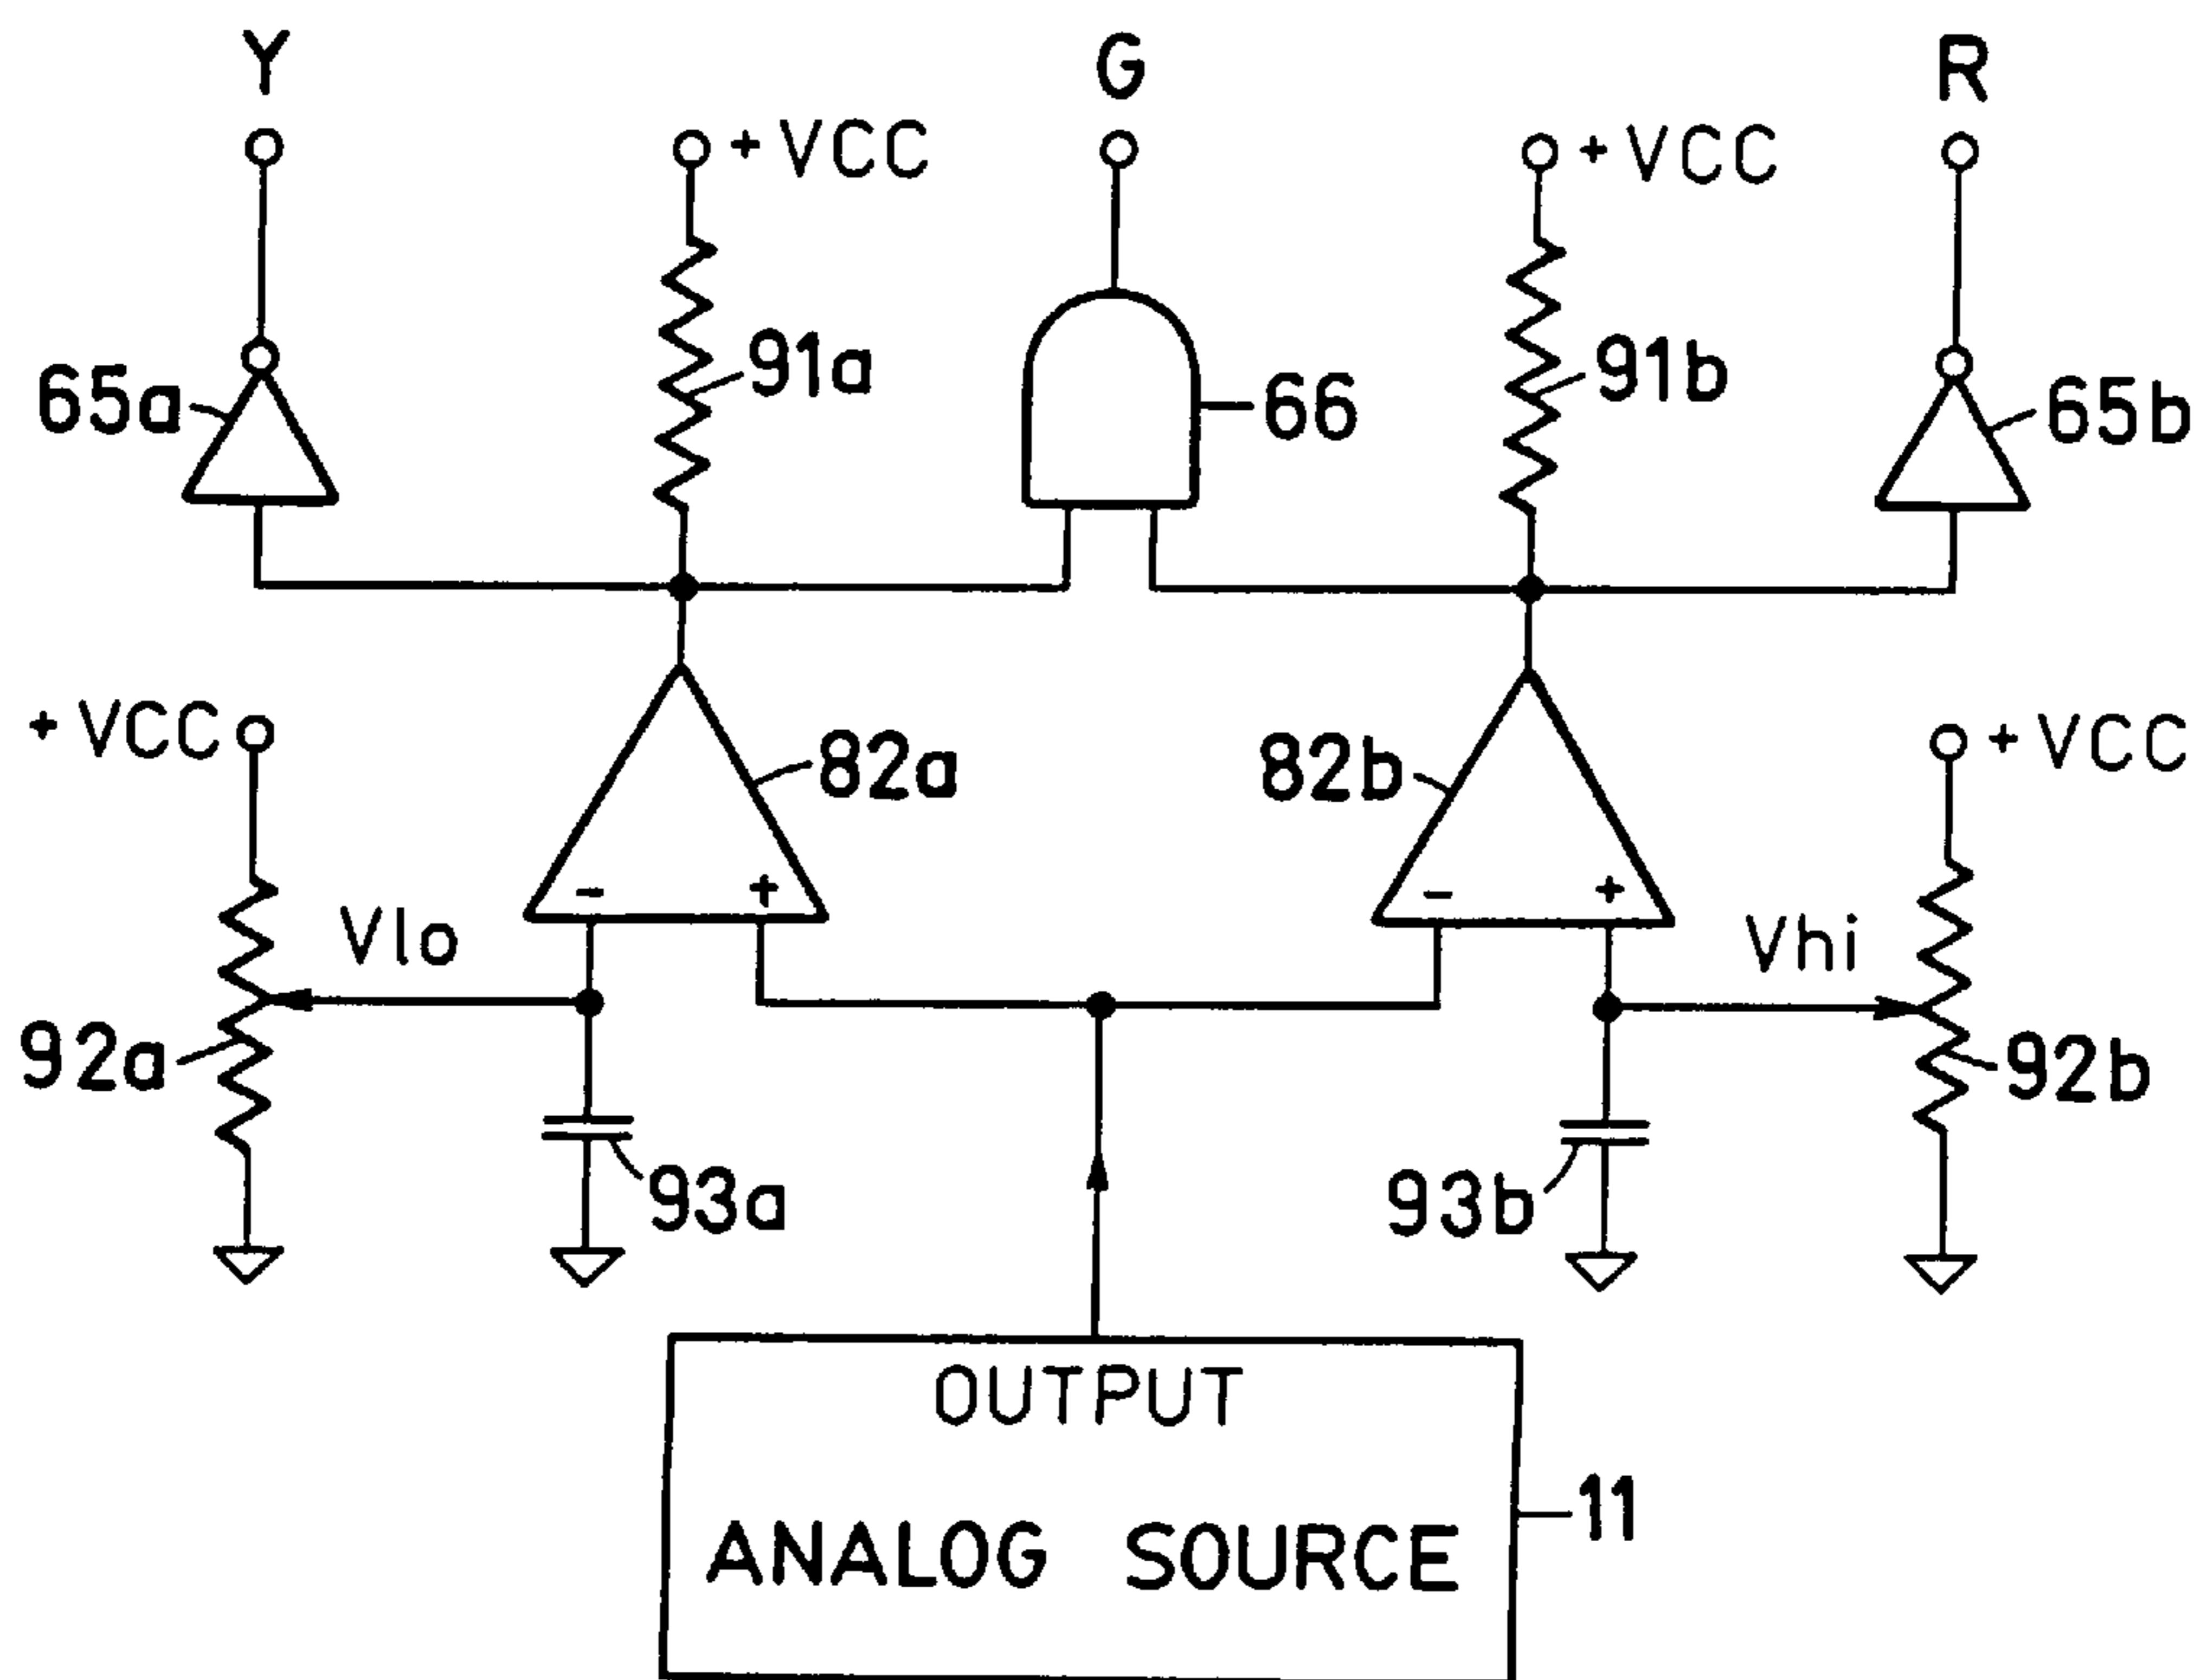 Y
G
R
+VCC
+VCC
65a
91a
66
91b
65b
+VCC
82a
82b
+VCC
-
+
-
+
Vlo
Vhi
92a
92b
93a
93b
OUTPUT
11
ANALOG SOURCE